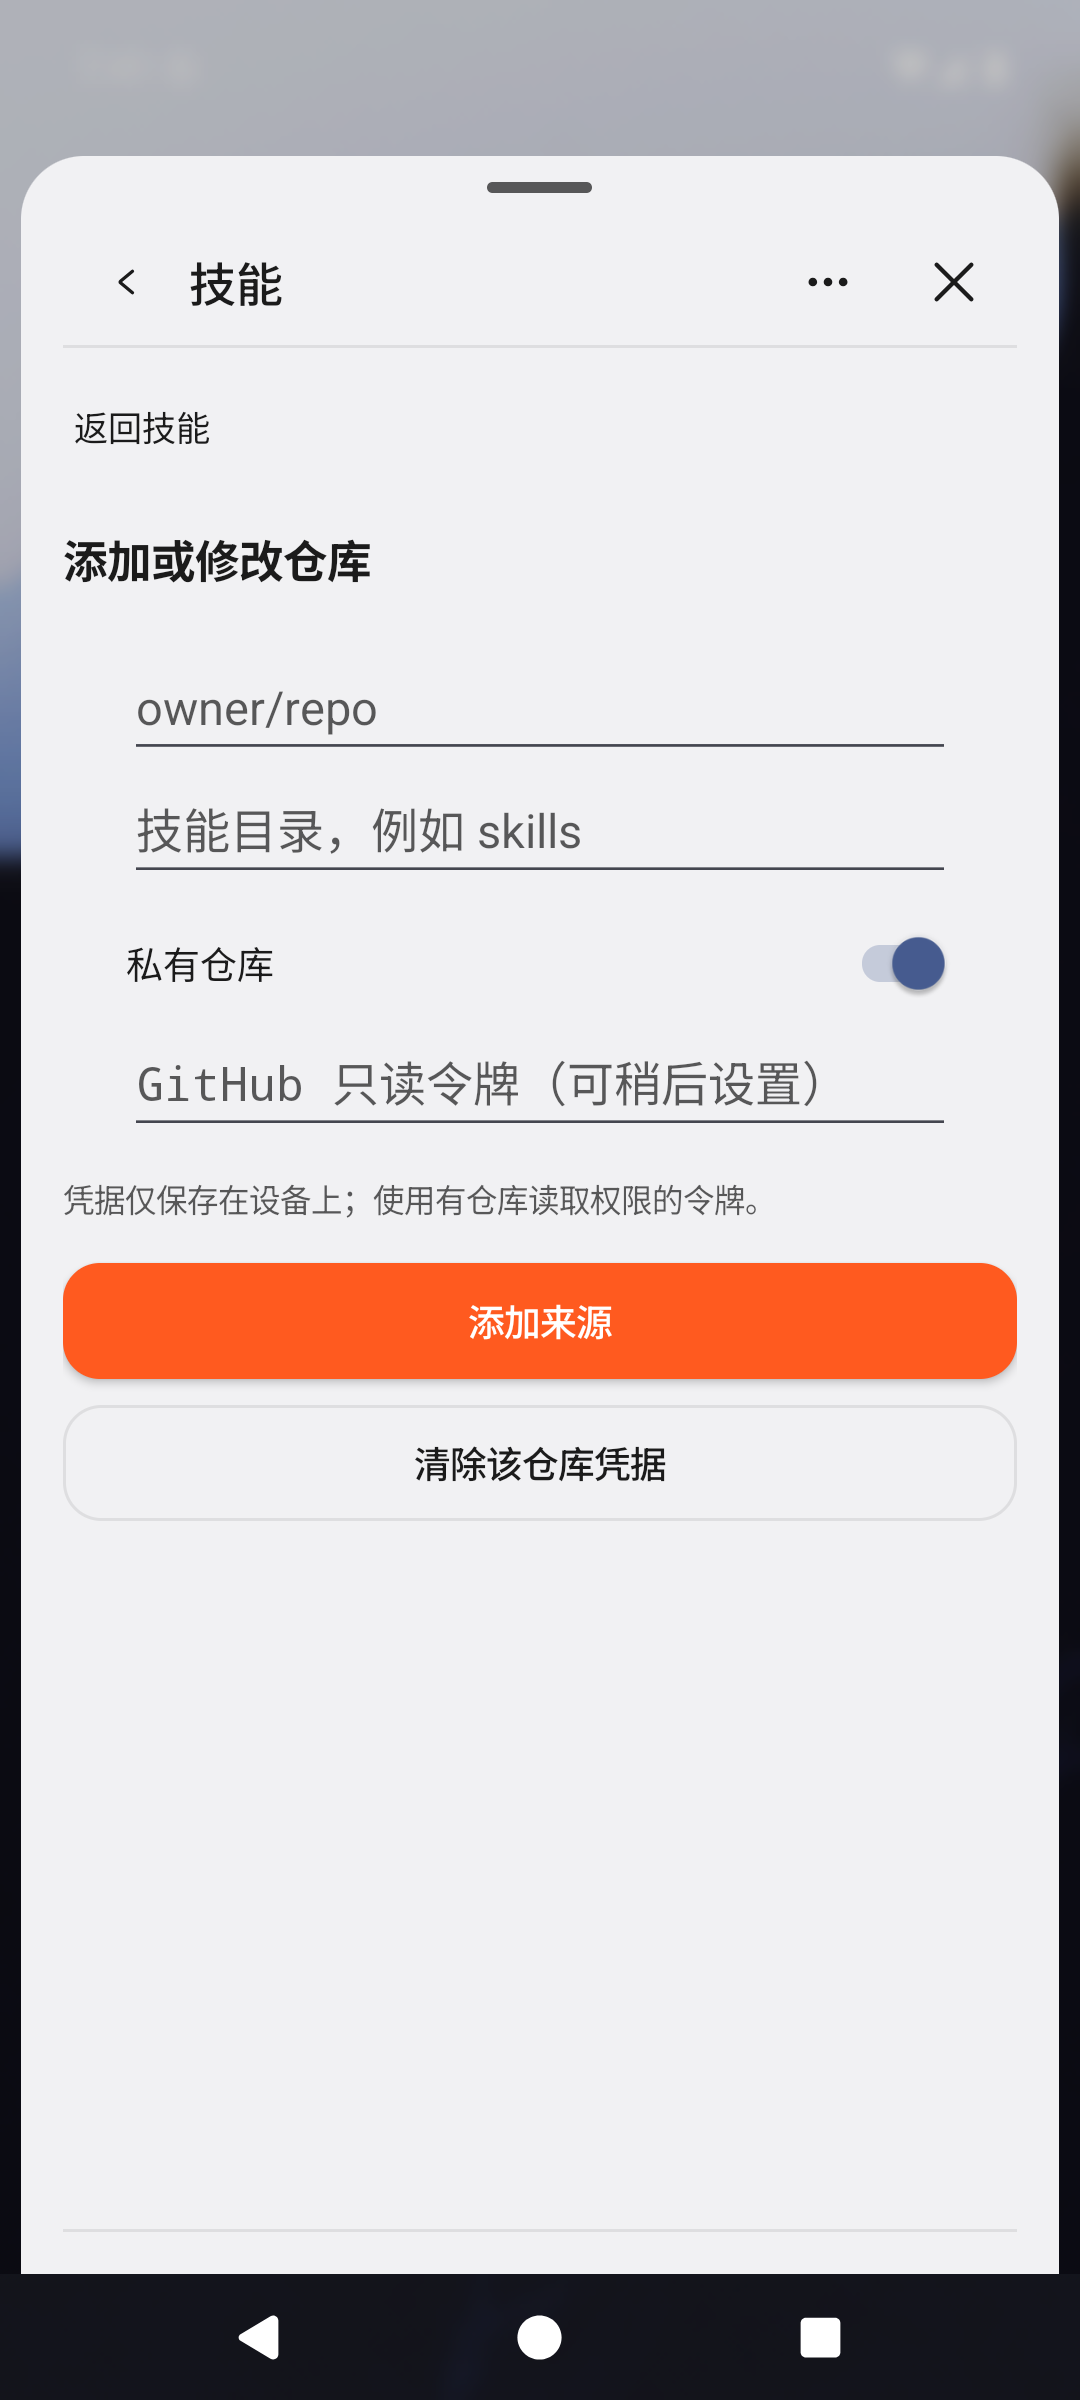 技能
返回技能
添加或修改仓库
owner/repo
技能目录，例如 skills
私有仓库
GitHub 只读令牌（可稍后设置）
凭据仅保存在设备上；使用有仓库读取权限的令牌。
添加来源
清除该仓库凭据